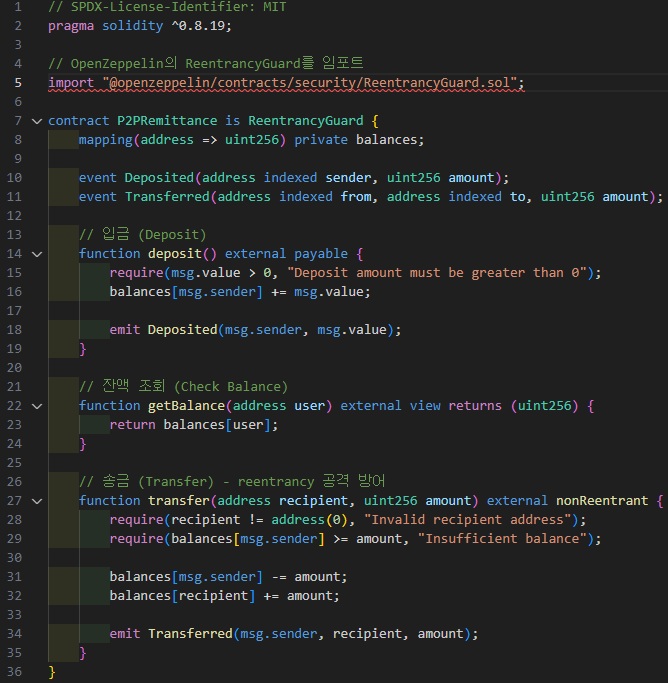 1 // SPDX-License-Identifier: MIT
2 pragma solidity ^0.8.19;
3
4 // OpenZeppelin의 ReentrancyGuard를 임포트
5 import "@openzeppelin/contracts/security/ReentrancyGuard.sol";
6
7 contract P2PRemittance is ReentrancyGuard {
8     mapping(address => uint256) private balances;
9
10     event Deposited(address indexed sender, uint256 amount);
11     event Transferred(address indexed from, address indexed to, uint256 amount);
12
13     // 입금 (Deposit)
14     function deposit() external payable {
15         require(msg.value > 0, "Deposit amount must be greater than 0");
16         balances[msg.sender] += msg.value;
17
18         emit Deposited(msg.sender, msg.value);
19     }
20
21     // 잔액 조회 (Check Balance)
22     function getBalance(address user) external view returns (uint256) {
23         return balances[user];
24     }
25
26     // 송금 (Transfer) - reentrancy 공격 방어
27     function transfer(address recipient, uint256 amount) external nonReentrant {
28         require(recipient != address(0), "Invalid recipient address");
29         require(balances[msg.sender] >= amount, "Insufficient balance");
30
31         balances[msg.sender] -= amount;
32         balances[recipient] += amount;
33
34         emit Transferred(msg.sender, recipient, amount);
35     }
36 }